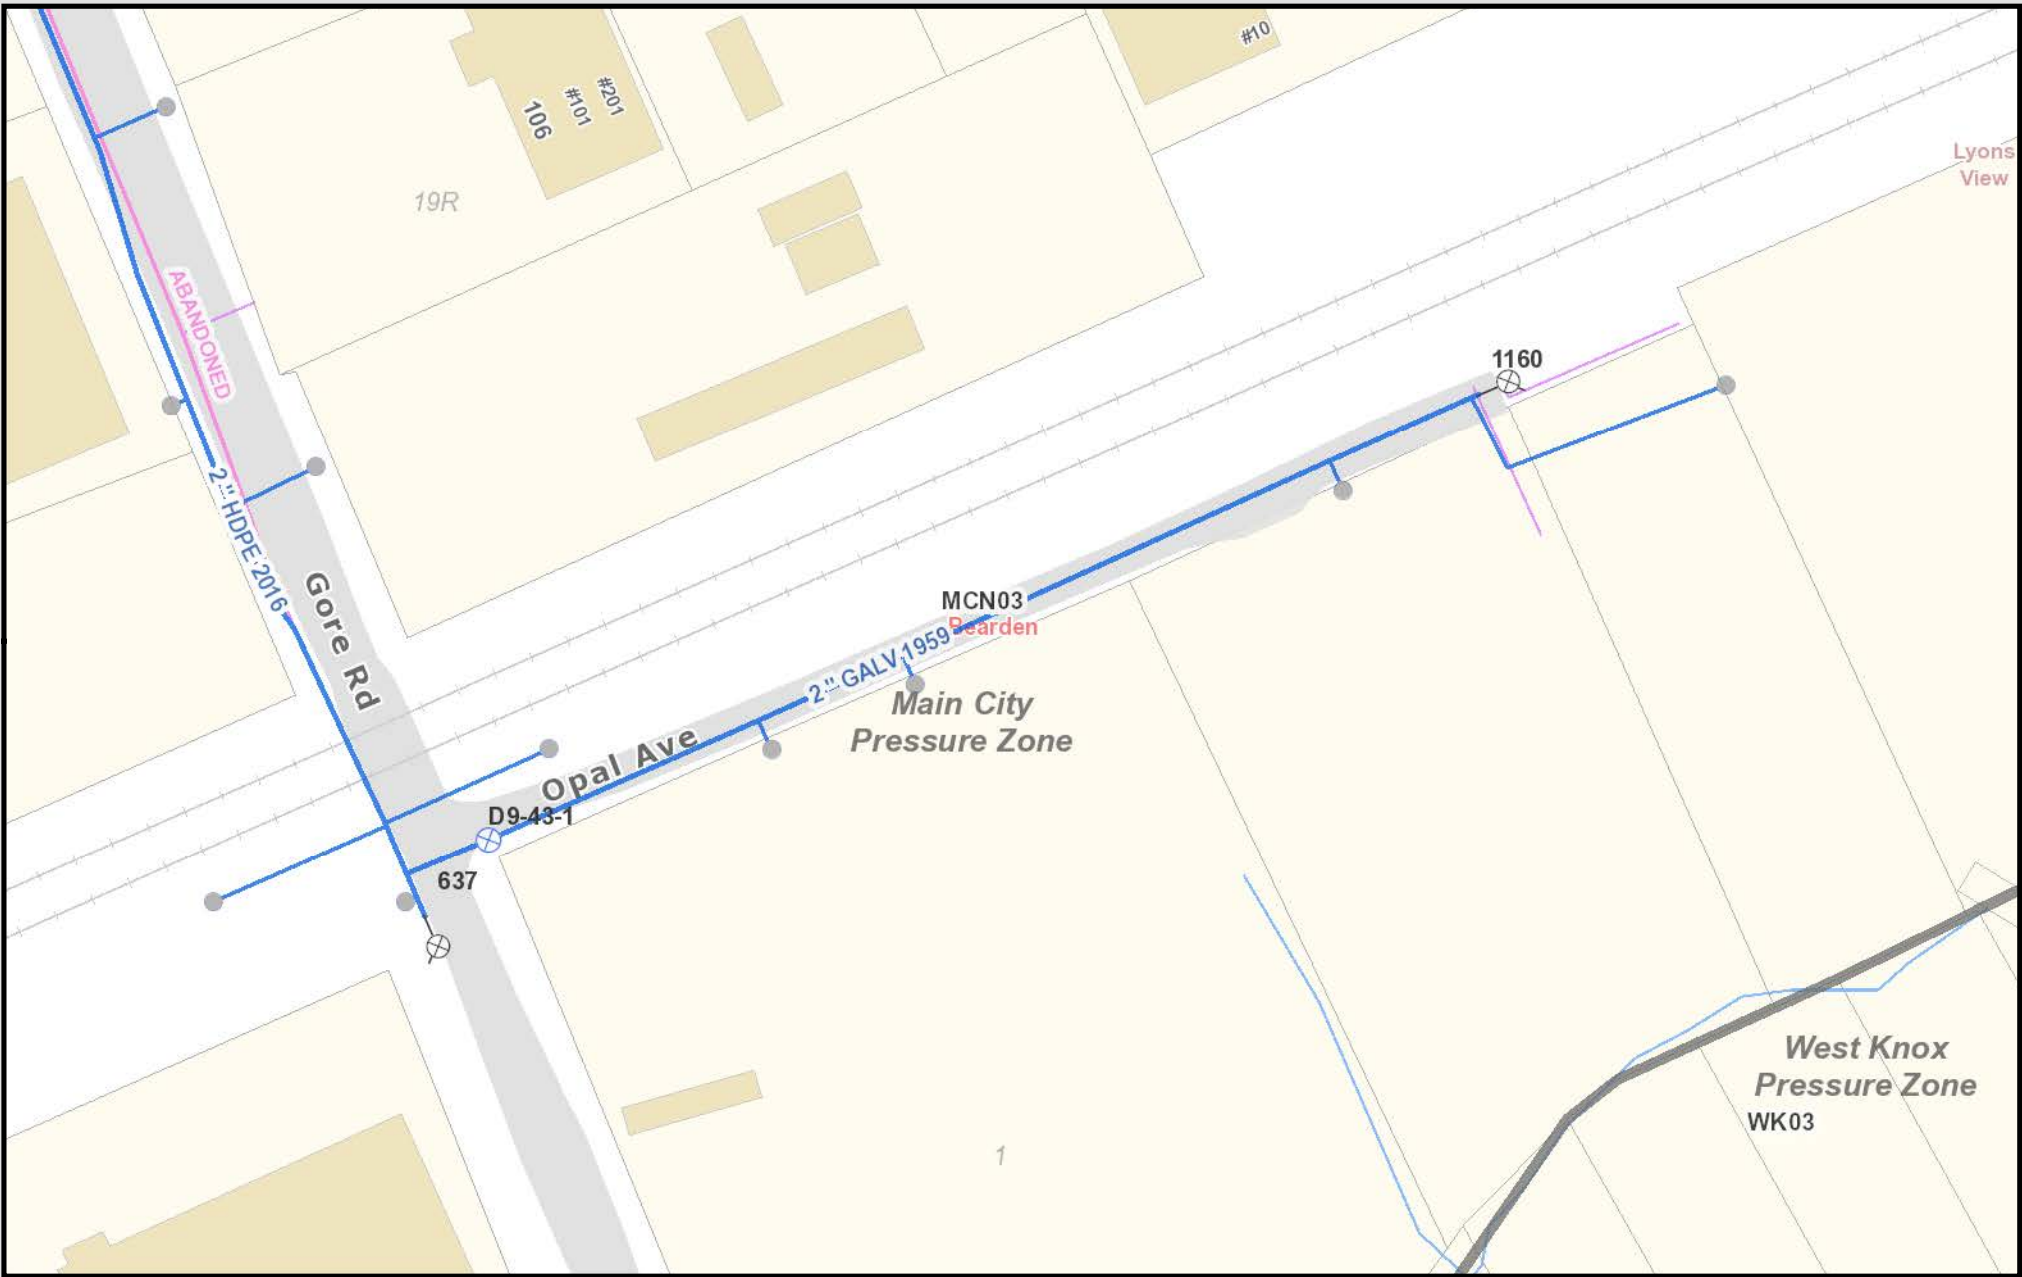 #10
#201
#101
106
Lyons
View
19R
ABANDONED
1160
2" HDPE 2016
Gore Rd
MCN03
Bearden
2" GALV 1959
Main City
Pressure Zone
Opal Ave
D9-43-1
637
West Knox
Pressure Zone
WK03
1